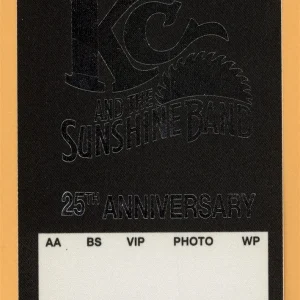 KC
AND THE
SUNSHINE BAND
25TH ANNIVERSARY
AA BS VIP PHOTO WP